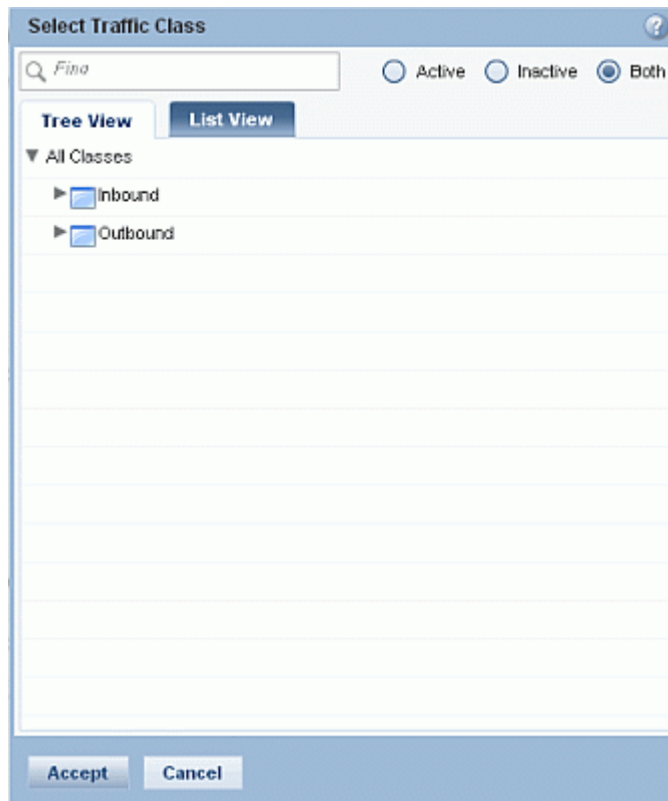 Select Traffic Class
?
Find
Active Inactive Both
Tree View List View
All Classes
Inbound
Outbound
Accept Cancel